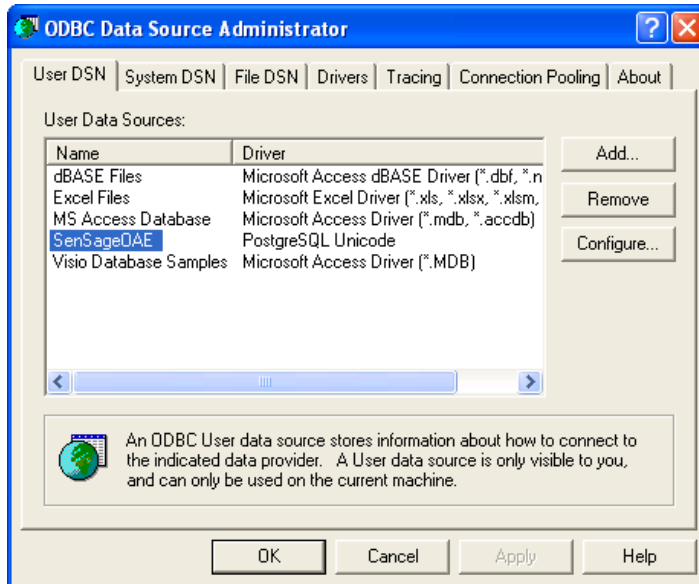 ODBC Data Source Administrator
User DSN System DSN File DSN Drivers Tracing Connection Pooling About
User Data Sources:
Name Driver
dBASE Files Microsoft Access dBASE Driver (*.dbf, *.n
Excel Files Microsoft Excel Driver (*.xls, *.xlsx, *.xlsm,
MS Access Database Microsoft Access Driver (*.mdb, *.accdb)
SenSageOAE PostgreSQL Unicode
Visio Database Samples Microsoft Access Driver (*.MDB)
Add...
Remove
Configure...
An ODBC User data source stores information about how to connect to
the indicated data provider. A User data source is only visible to you,
and can only be used on the current machine.
OK Cancel Apply Help